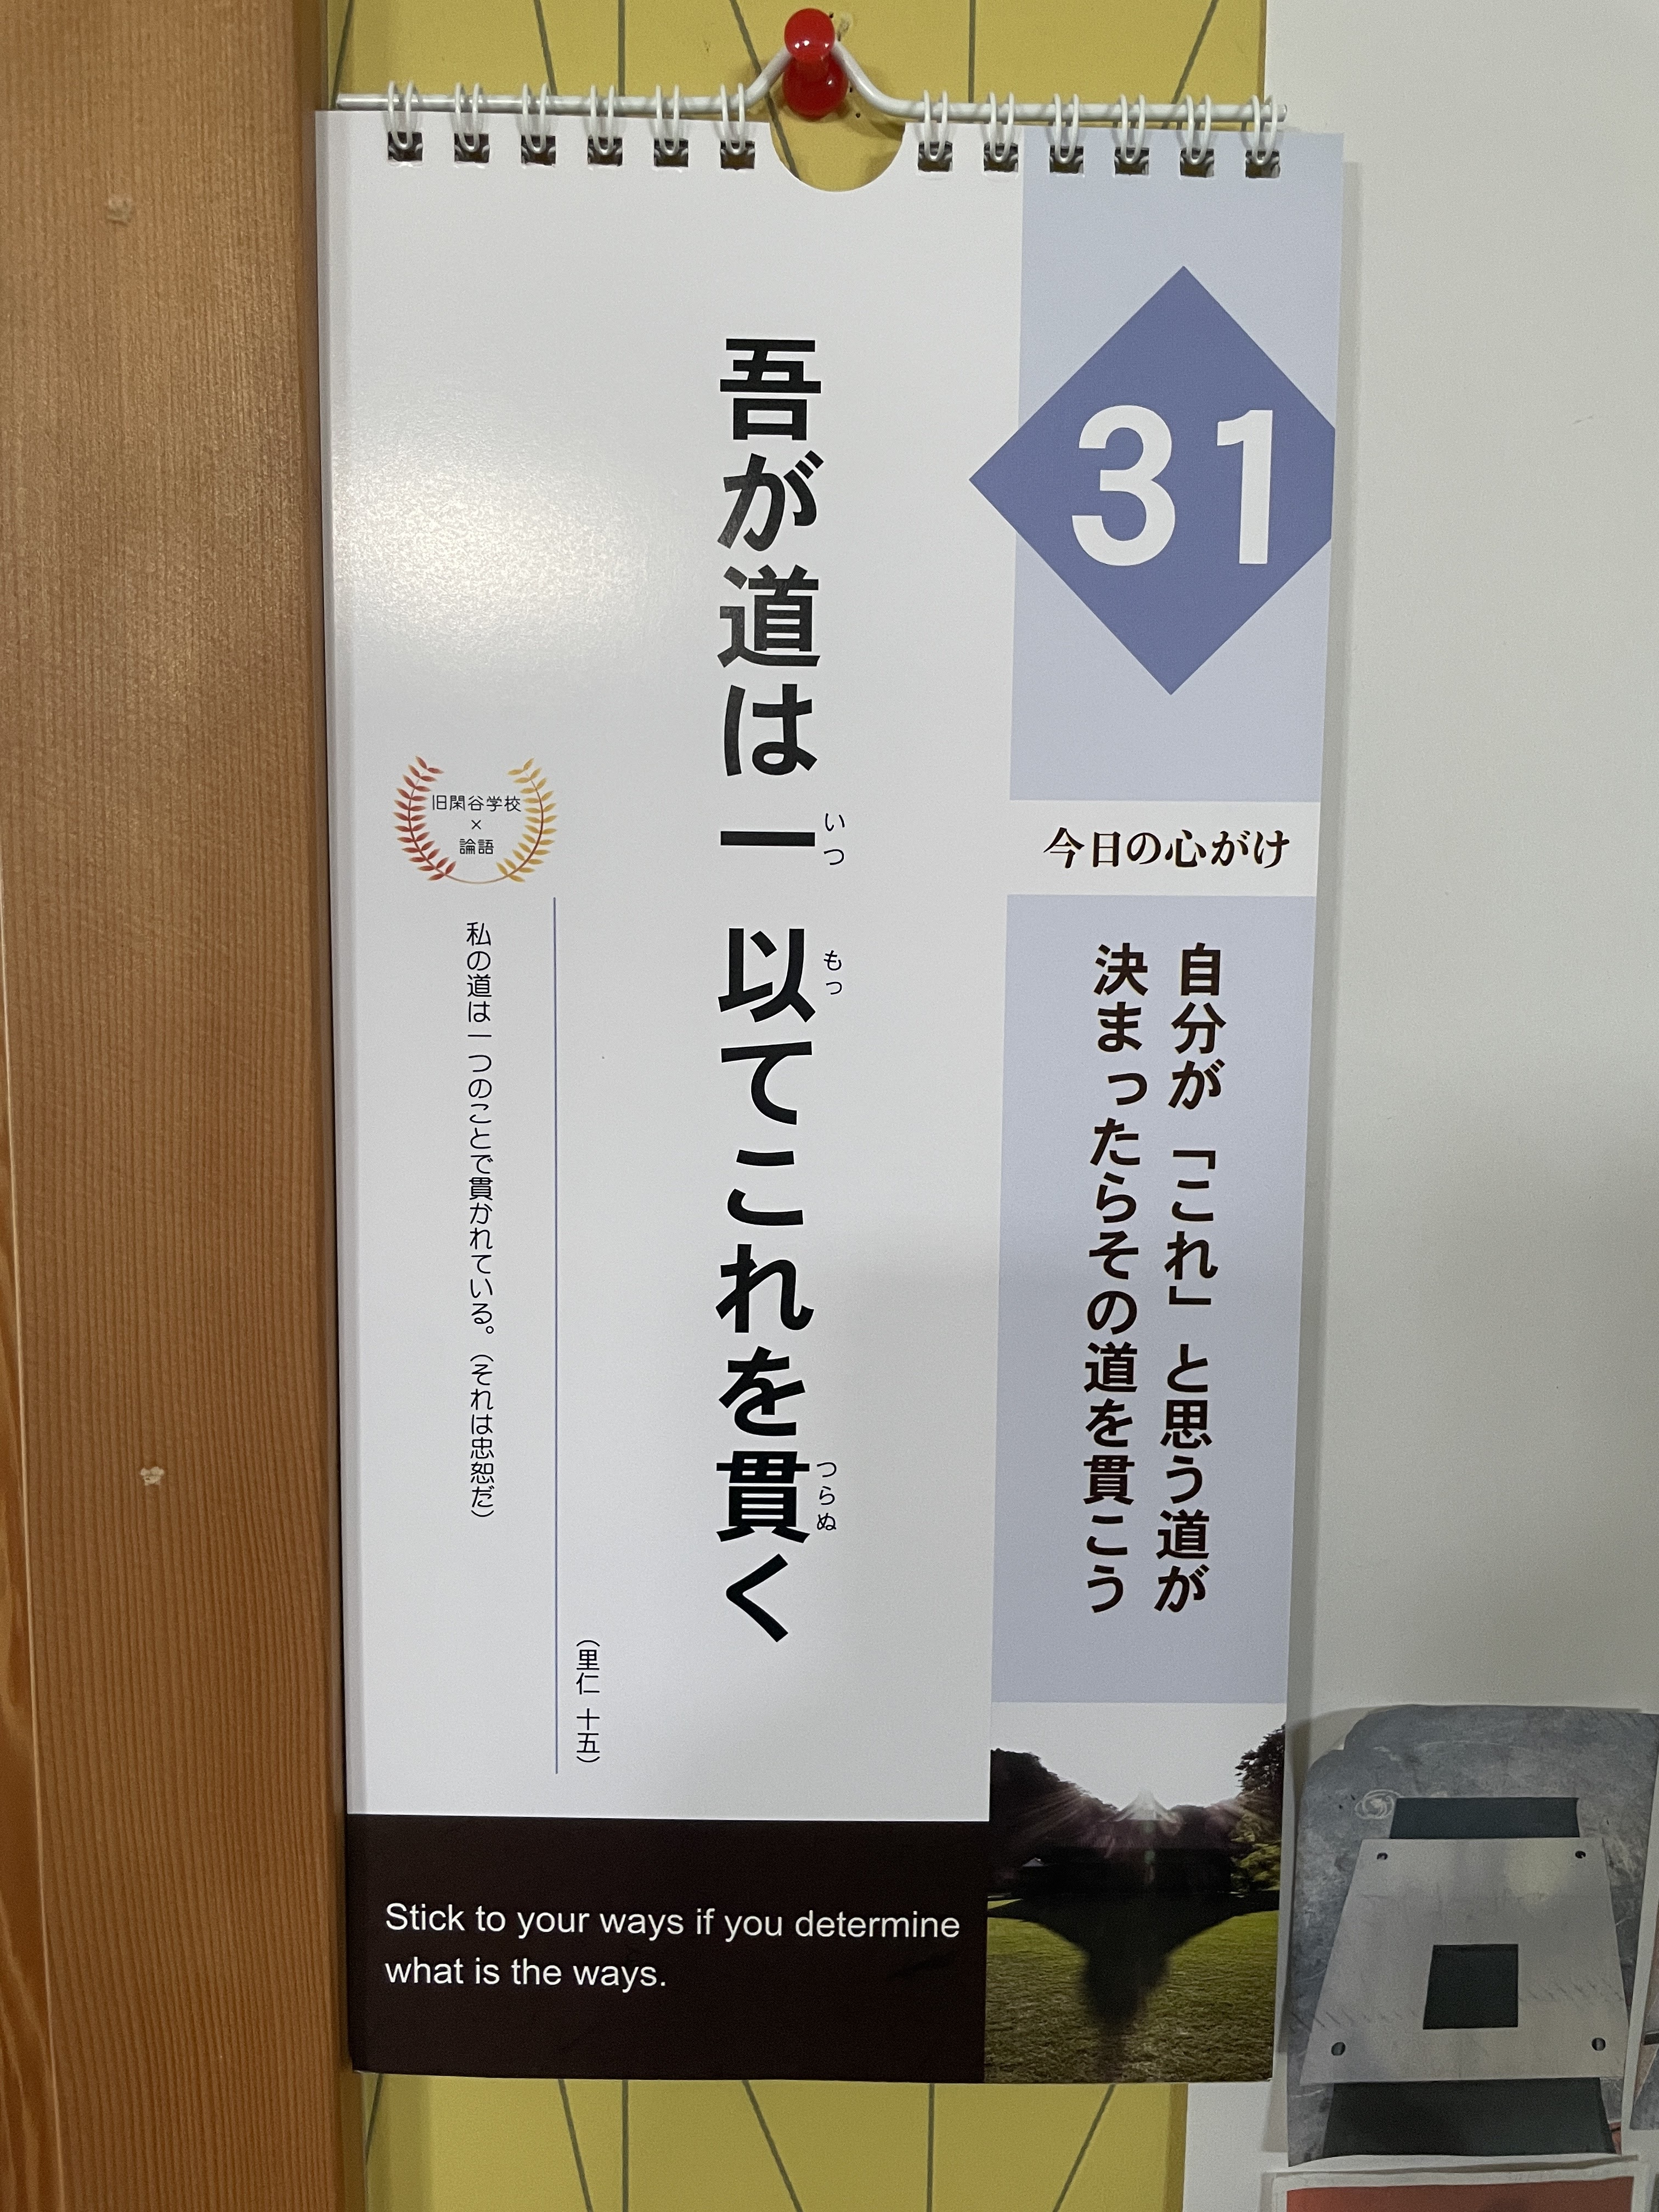 31
今日の心がけ
自分が「これ」と思う道が
決まったらその道を貫こう
吾が道は一 以てこれを貫く
いつ
もっ
つらぬ
(里仁 十五)
旧閑谷学校
×
論語
私の道は一つのことで貫かれている。(それは忠恕だ)
Stick to your ways if you determine
what is the ways.